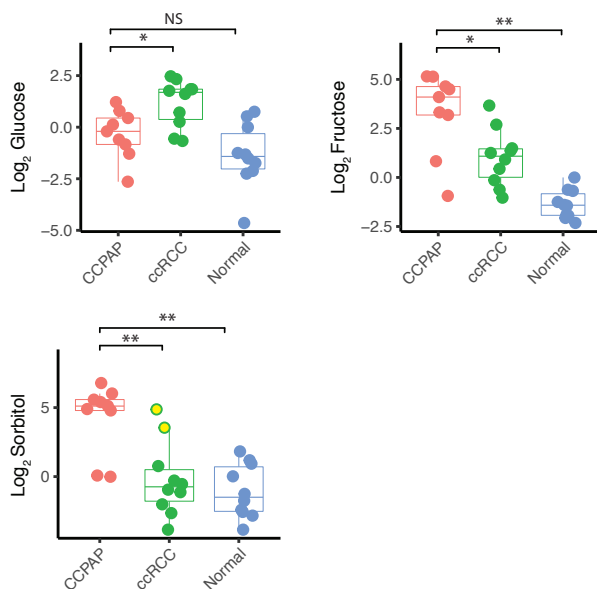 NS
*
Log2 Glucose
2.5
0.0
−2.5
−5.0
CCPAP
ccRCC
Normal
**
*
Log2 Fructose
5.0
2.5
0.0
−2.5
CCPAP
ccRCC
Normal
**
**
Log2 Sorbitol
5
0
CCPAP
ccRCC
Normal